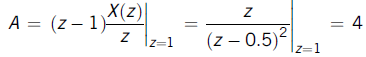 A = (z − 1) X(z)/z |_{z=1} = z/(z − 0.5)² |_{z=1} = 4